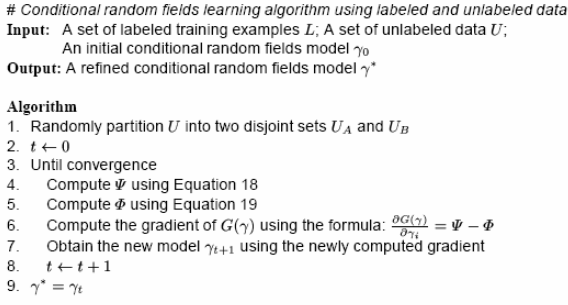 # Conditional random fields learning algorithm using labeled and unlabeled data
Input: A set of labeled training examples L; A set of unlabeled data U;
An initial conditional random fields model γ₀
Output: A refined conditional random fields model γ*
Algorithm
1. Randomly partition U into two disjoint sets U_A and U_B
2. t ← 0
3. Until convergence
4. Compute Ψ using Equation 18
5. Compute Φ using Equation 19
6. Compute the gradient of G(γ) using the formula: ∂G(γ)/∂γᵢ = Ψ − Φ
7. Obtain the new model γ_{t+1} using the newly computed gradient
8. t ← t + 1
9. γ* = γ_t